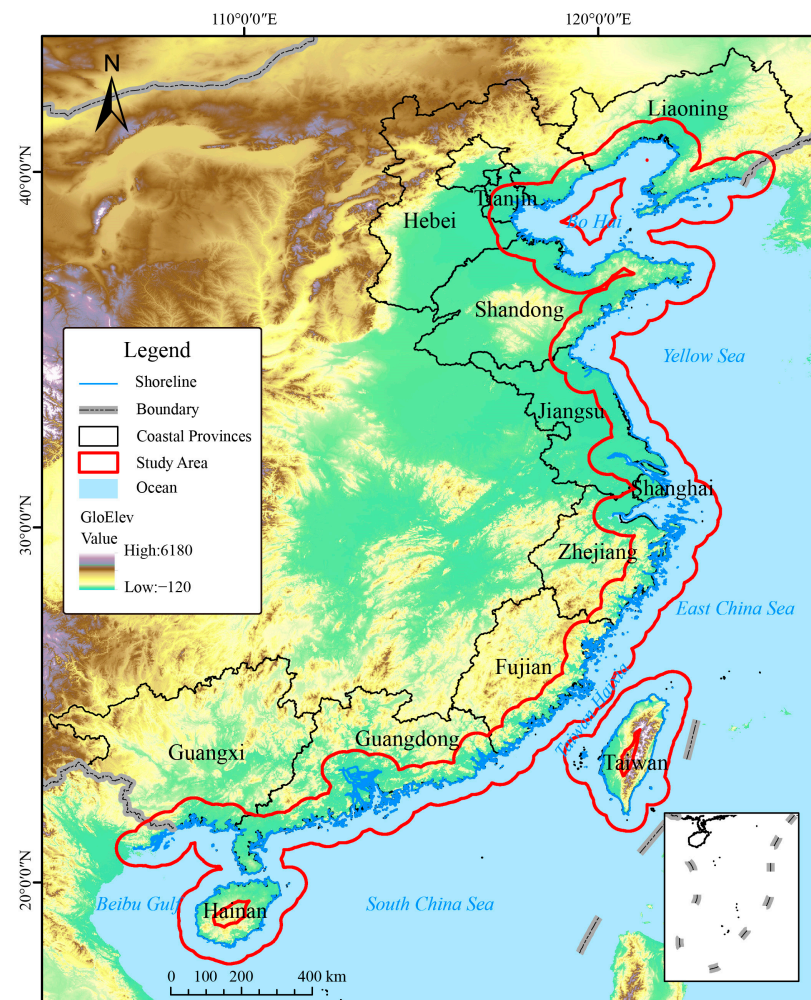 110°0′0″E
120°0′0″E
N
Liaoning
40°0′0″N
Tianjin
Hebei
Bo Hai
Shandong
Yellow Sea
Legend
Shoreline
Boundary
Coastal Provinces
Study Area
Ocean
GloElev
Value
High:6180
Low:−120
Jiangsu
Shanghai
30°0′0″N
Zhejiang
East China Sea
Fujian
Taiwan Haixia
Guangdong
Guangxi
Taiwan
20°0′0″N
Beibu Gulf
Hainan
South China Sea
0 100 200 400 km